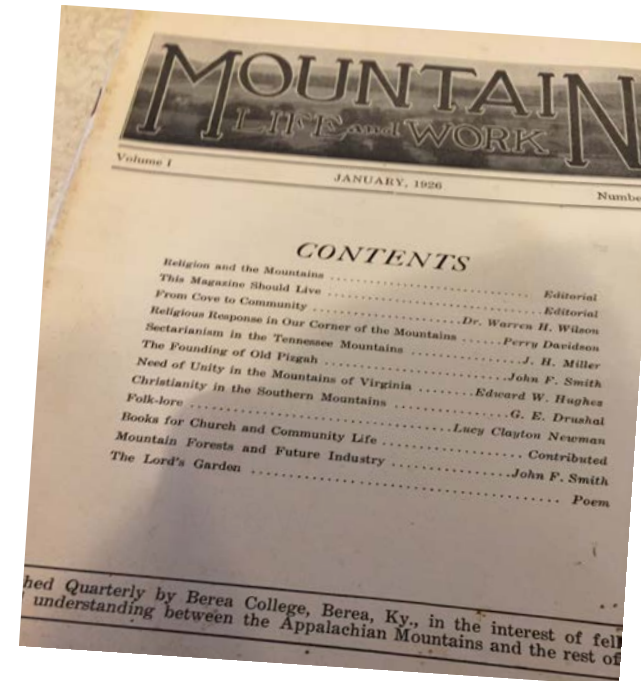 MOUNTAIN
LIFE and WORK
Volume I JANUARY, 1926
CONTENTS
Religion and the Mountains .............................. Editorial
This Magazine Should Live .............................. Editorial
From Cove to Community ....................Dr. Warren H. Wilson
Religious Response in Our Corner of the Mountains ......Perry Davidson
Sectarianism in the Tennessee Mountains ................J. H. Miller
The Founding of Old Pizgah .........................John F. Smith
Need of Unity in the Mountains of Virginia ........Edward W. Hughes
Christianity in the Southern Mountains ................G. E. Drushal
Folk-lore ....................................Lucy Clayton Newman
Books for Church and Community Life .................... Contributed
Mountain Forests and Future Industry .................John F. Smith
The Lord's Garden ........................................ Poem
Quarterly by Berea College, Berea, Ky., in the interest of
understanding between the Appalachian Mountains and the rest of